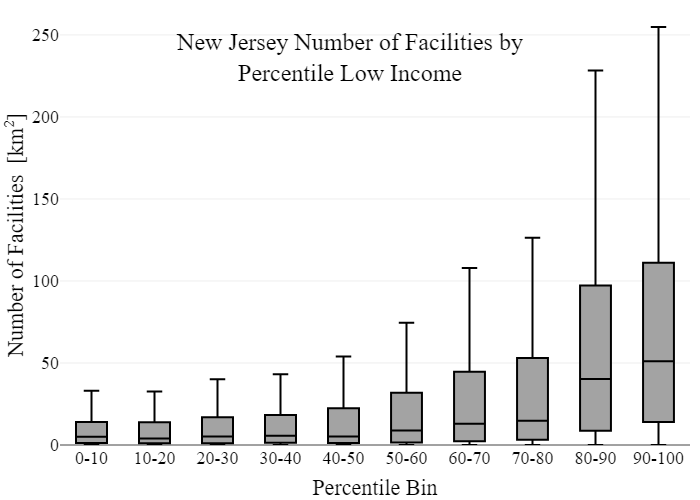 New Jersey Number of Facilities by
Percentile Low Income
Number of Facilities [km²]
250
200
150
100
50
0
0-10 10-20 20-30 30-40 40-50 50-60 60-70 70-80 80-90 90-100
Percentile Bin